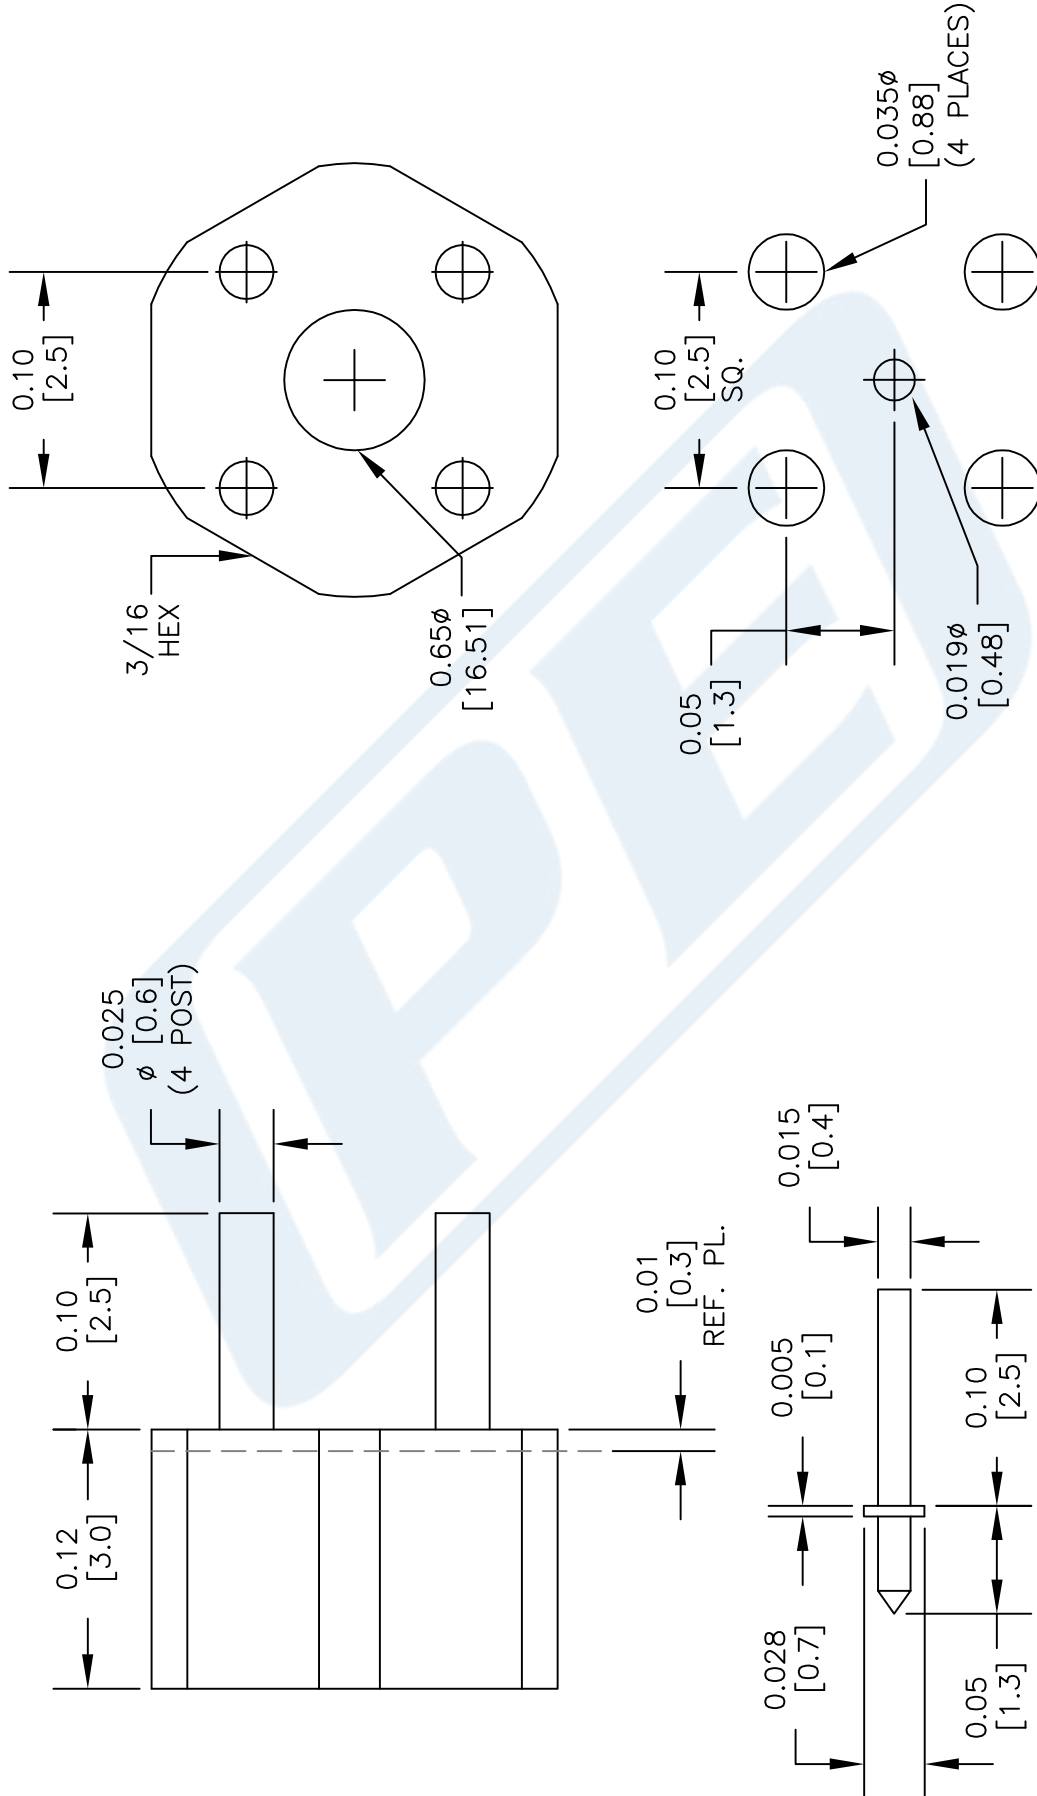 0.12
[3.0]
0.10
[2.5]
0.025
ø [0.6]
(4 POST)
3/16
HEX
0.10
[2.5]
0.65ø
[16.51]
0.01
[0.3]
REF. PL.
0.05
[1.3]
0.10
[2.5]
SQ.
0.035ø
[0.88]
(4 PLACES)
0.019ø
[0.48]
0.028
[0.7]
0.005
[0.1]
0.015
[0.4]
0.05
[1.3]
0.10
[2.5]
PE